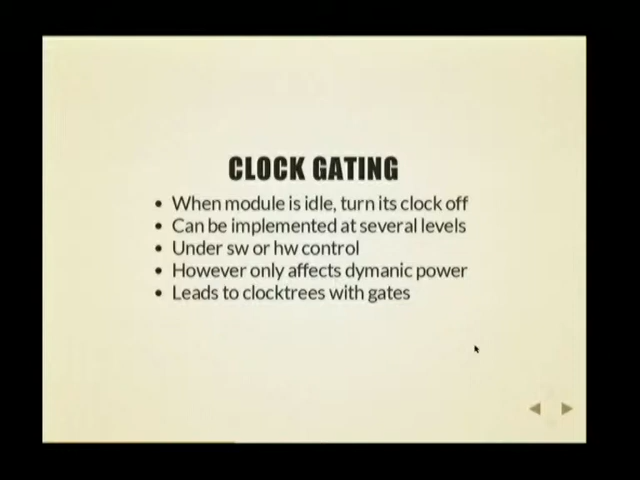 CLOCK GATING
When module is idle, turn its clock off
Can be implemented at several levels
Under sw or hw control
However only affects dymanic power
Leads to clocktrees with gates